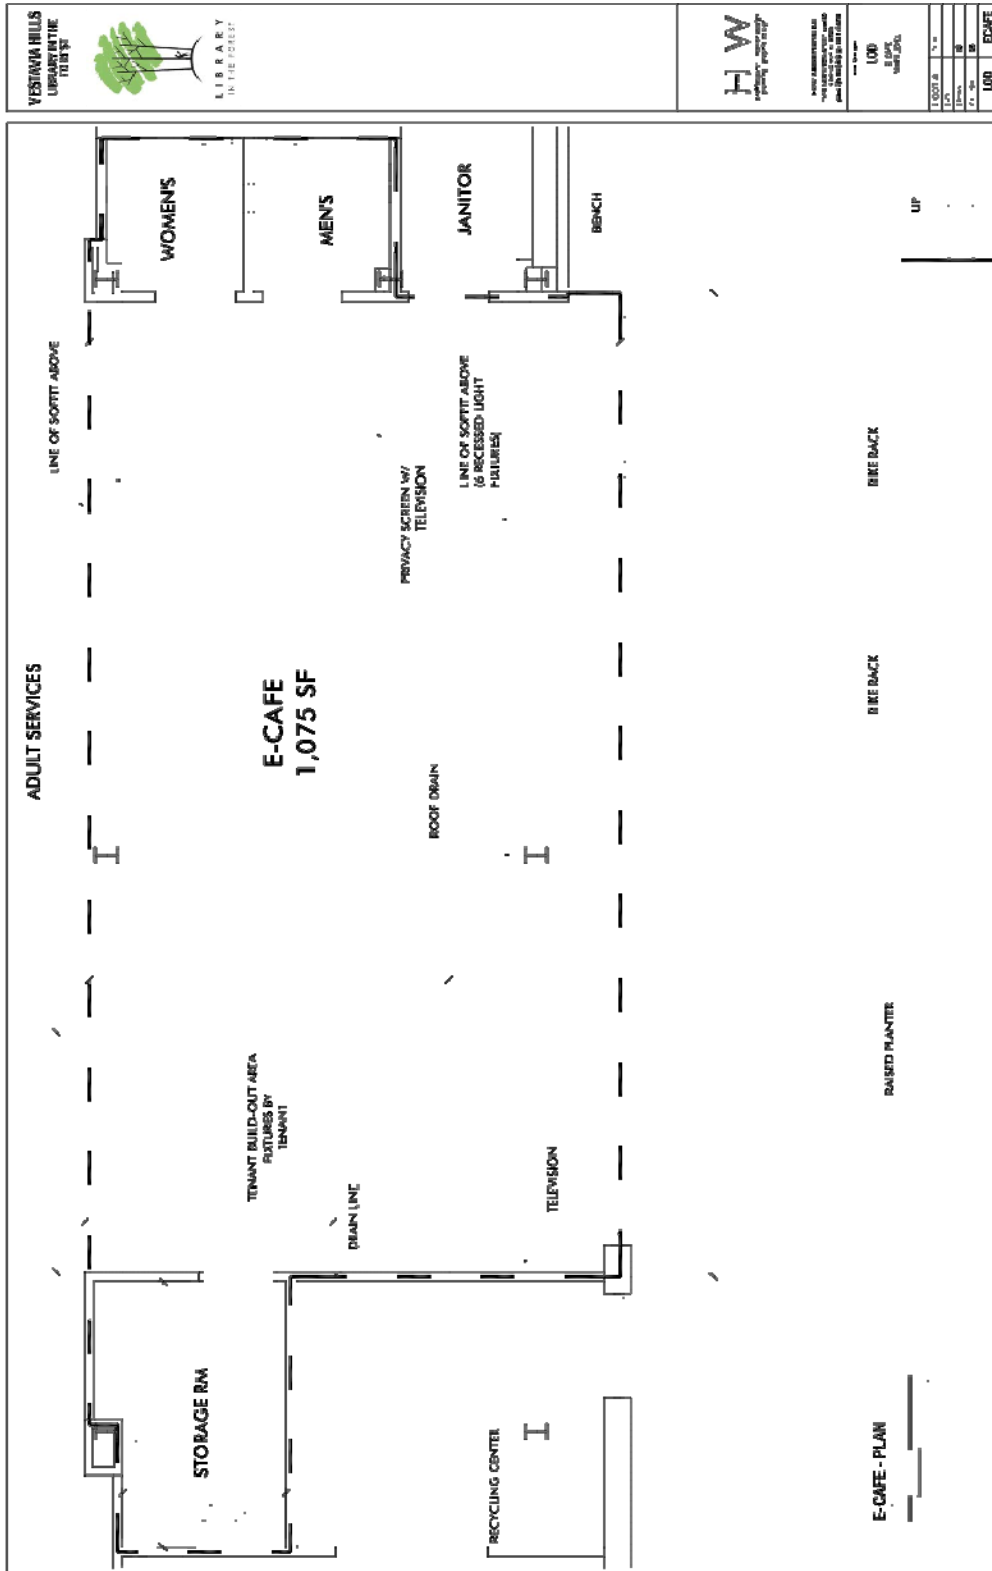 VESTAVIA HILLS
LIBRARY IN THE
FOREST
LIBRARY
IN THE FOREST
H W
LOD
LOD
ECAFE
ADULT SERVICES
LINE OF SOFFIT ABOVE
WOMEN'S
MEN'S
JANITOR
BENCH
UP
LINE OF SOFFIT ABOVE
(6 RECESSED LIGHT
FIXTURES)
PRIVACY SCREEN W/
TELEVISION
BIKE RACK
E-CAFE
1,075 SF
ROOF DRAIN
BIKE RACK
TENANT BUILD-OUT AREA
FIXTURES BY
TENANT
DRAIN LINE
TELEVISION
RAISED PLANTER
STORAGE RM
RECYCLING CENTER
E-CAFE - PLAN